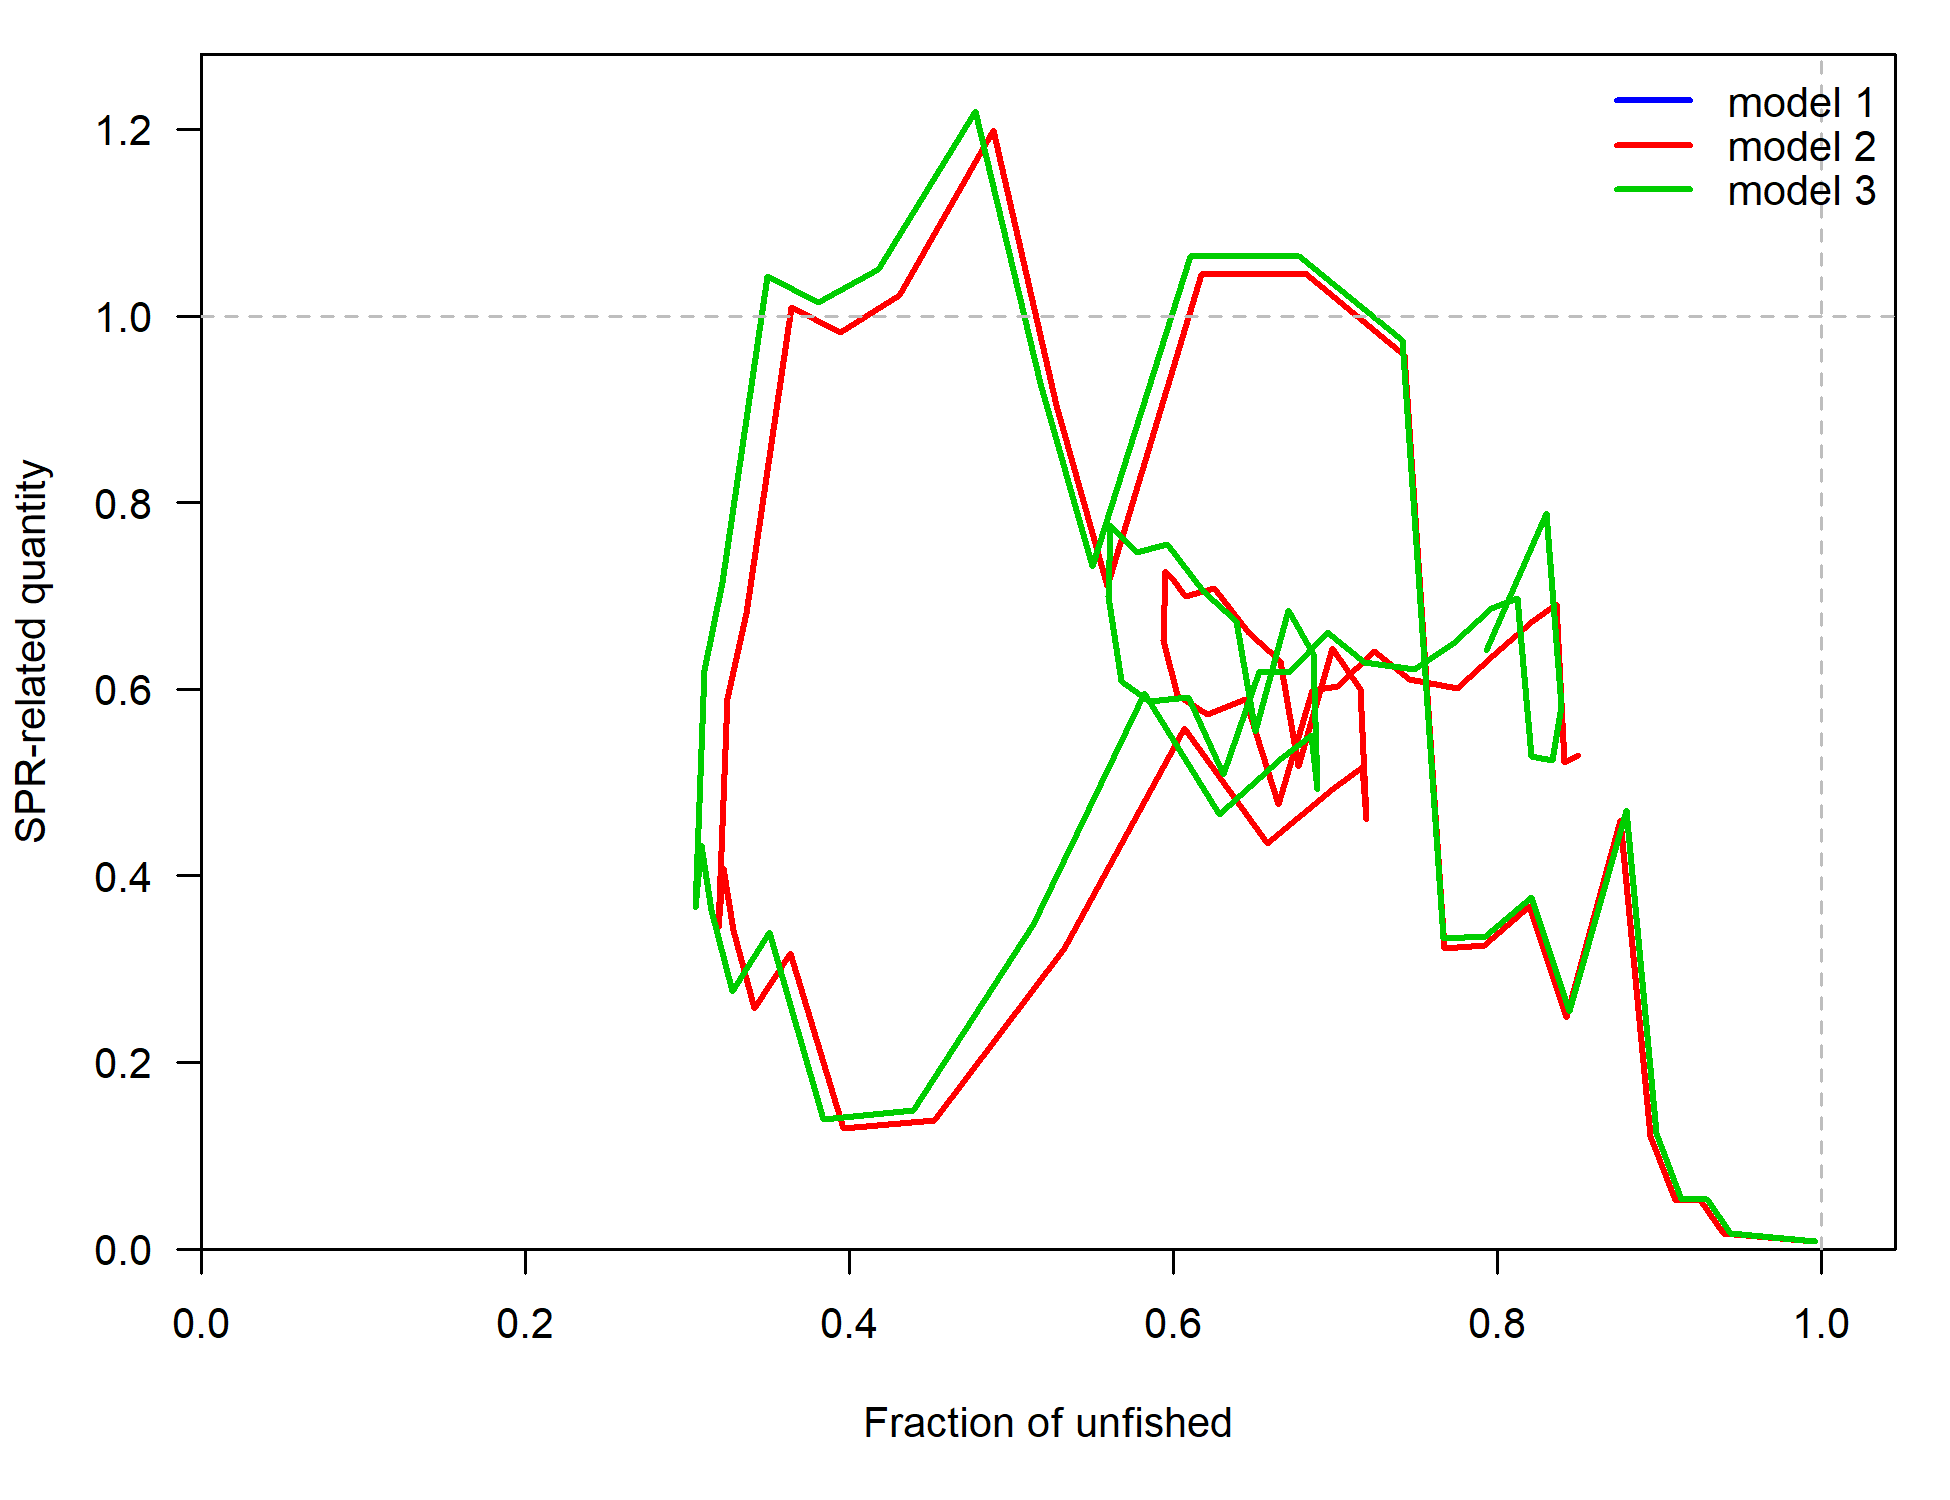 model 1
model 2
model 3
1.2
1.0
0.8
0.6
0.4
0.2
0.0
SPR-related quantity
0.0 0.2 0.4 0.6 0.8 1.0
Fraction of unfished